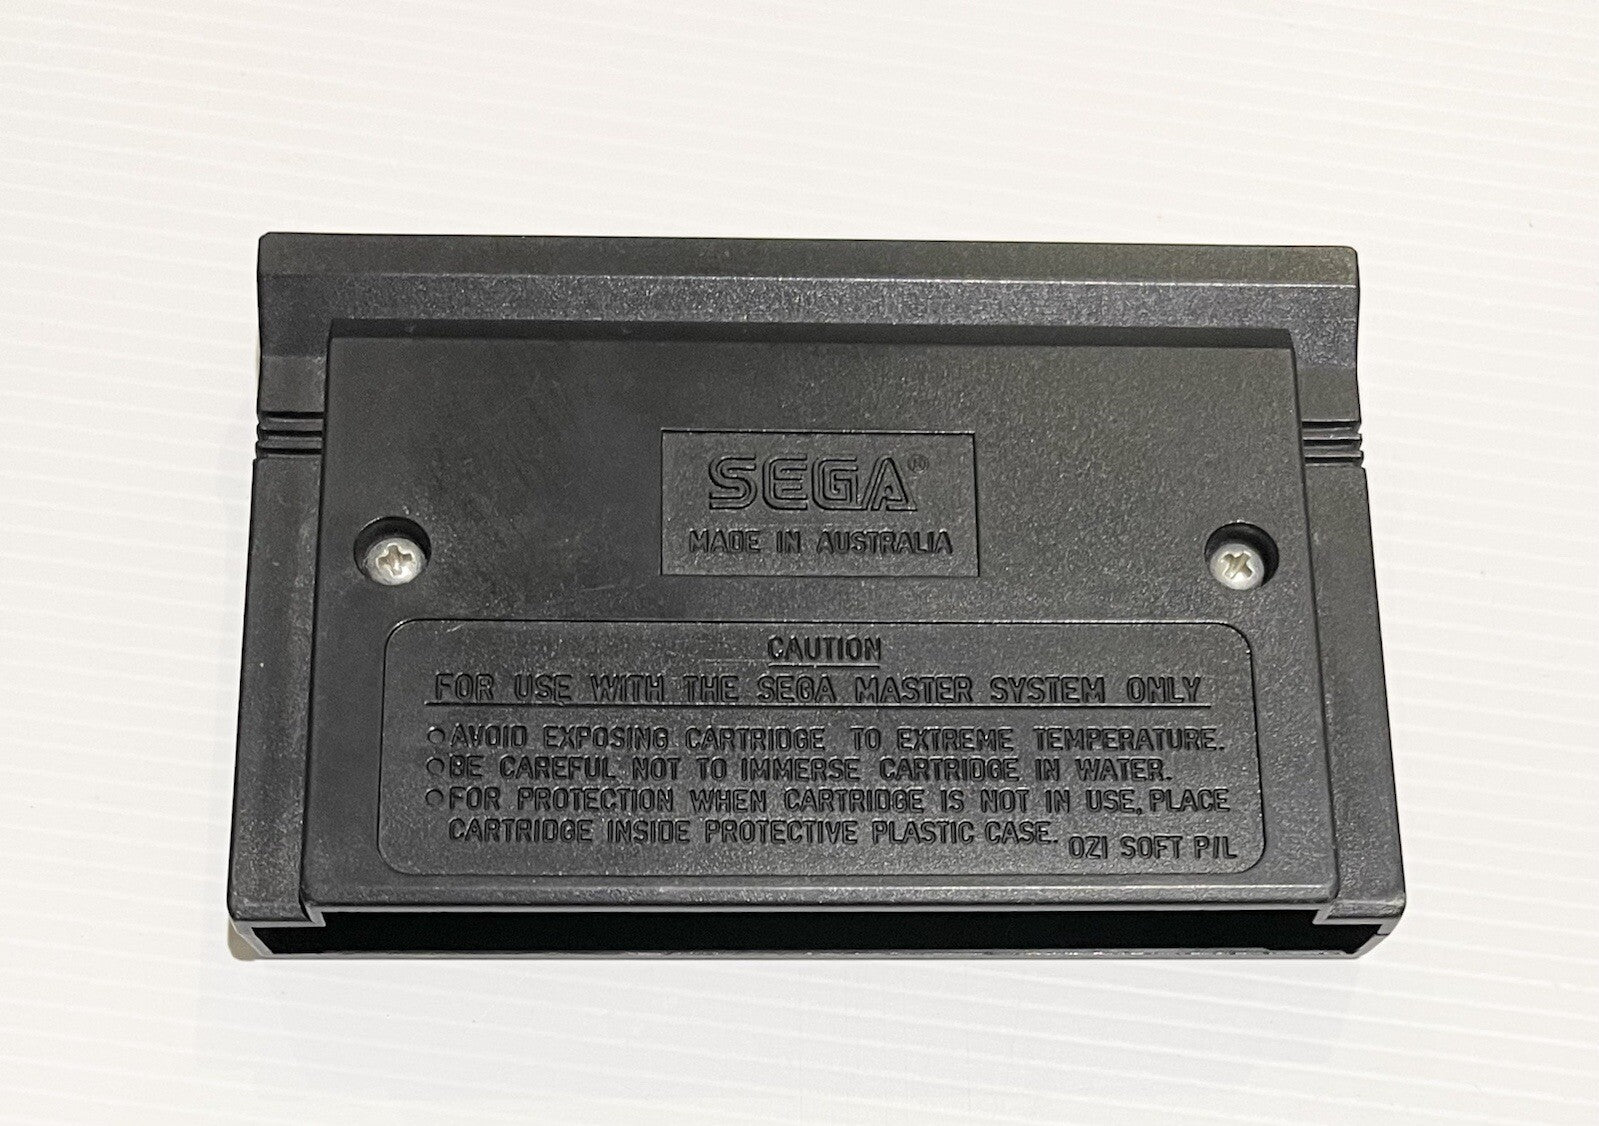 SEGA®
MADE IN AUSTRALIA
CAUTION
FOR USE WITH THE SEGA MASTER SYSTEM ONLY
○ AVOID EXPOSING CARTRIDGE TO EXTREME TEMPERATURE.
○ BE CAREFUL NOT TO IMMERSE CARTRIDGE IN WATER.
○ FOR PROTECTION WHEN CARTRIDGE IS NOT IN USE, PLACE
CARTRIDGE INSIDE PROTECTIVE PLASTIC CASE.
OZI SOFT P/L